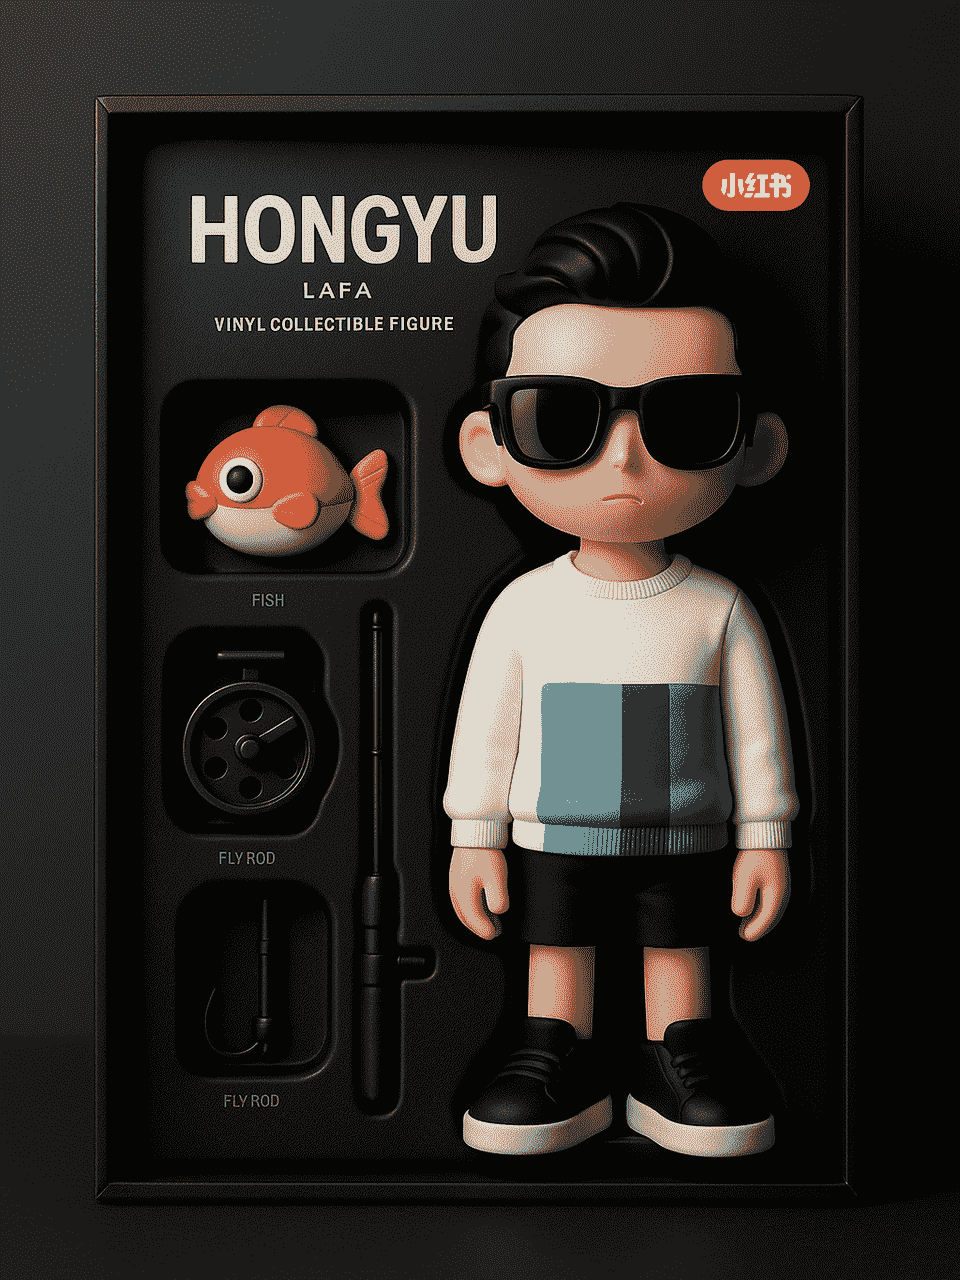 HONGYU
小红书
LAFA
VINYL COLLECTIBLE FIGURE
FISH
FLY ROD
FLY ROD